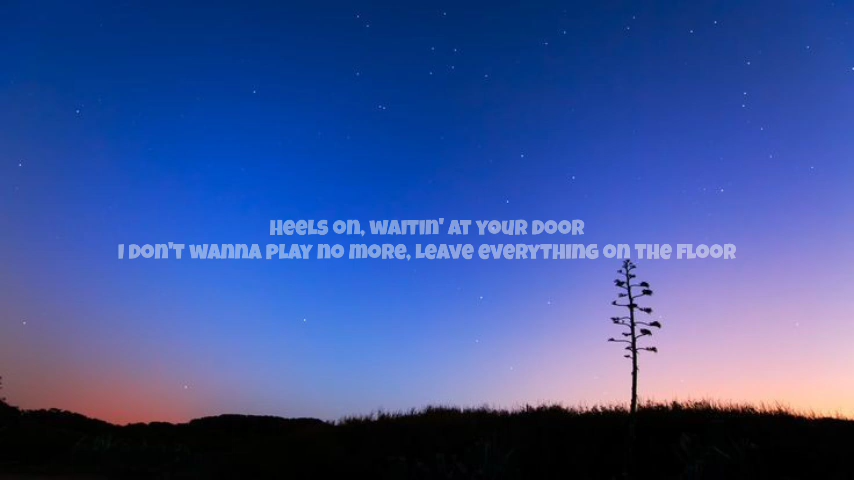 Heels on, waitin' at your door
I don't wanna play no more, leave everything on the floor